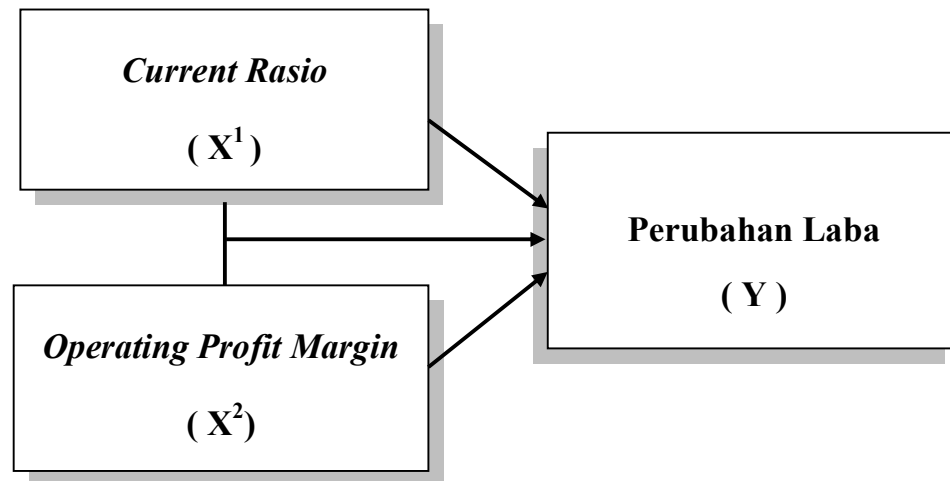 Current Rasio
( X¹ )
Perubahan Laba
( Y )
Operating Profit Margin
( X²)